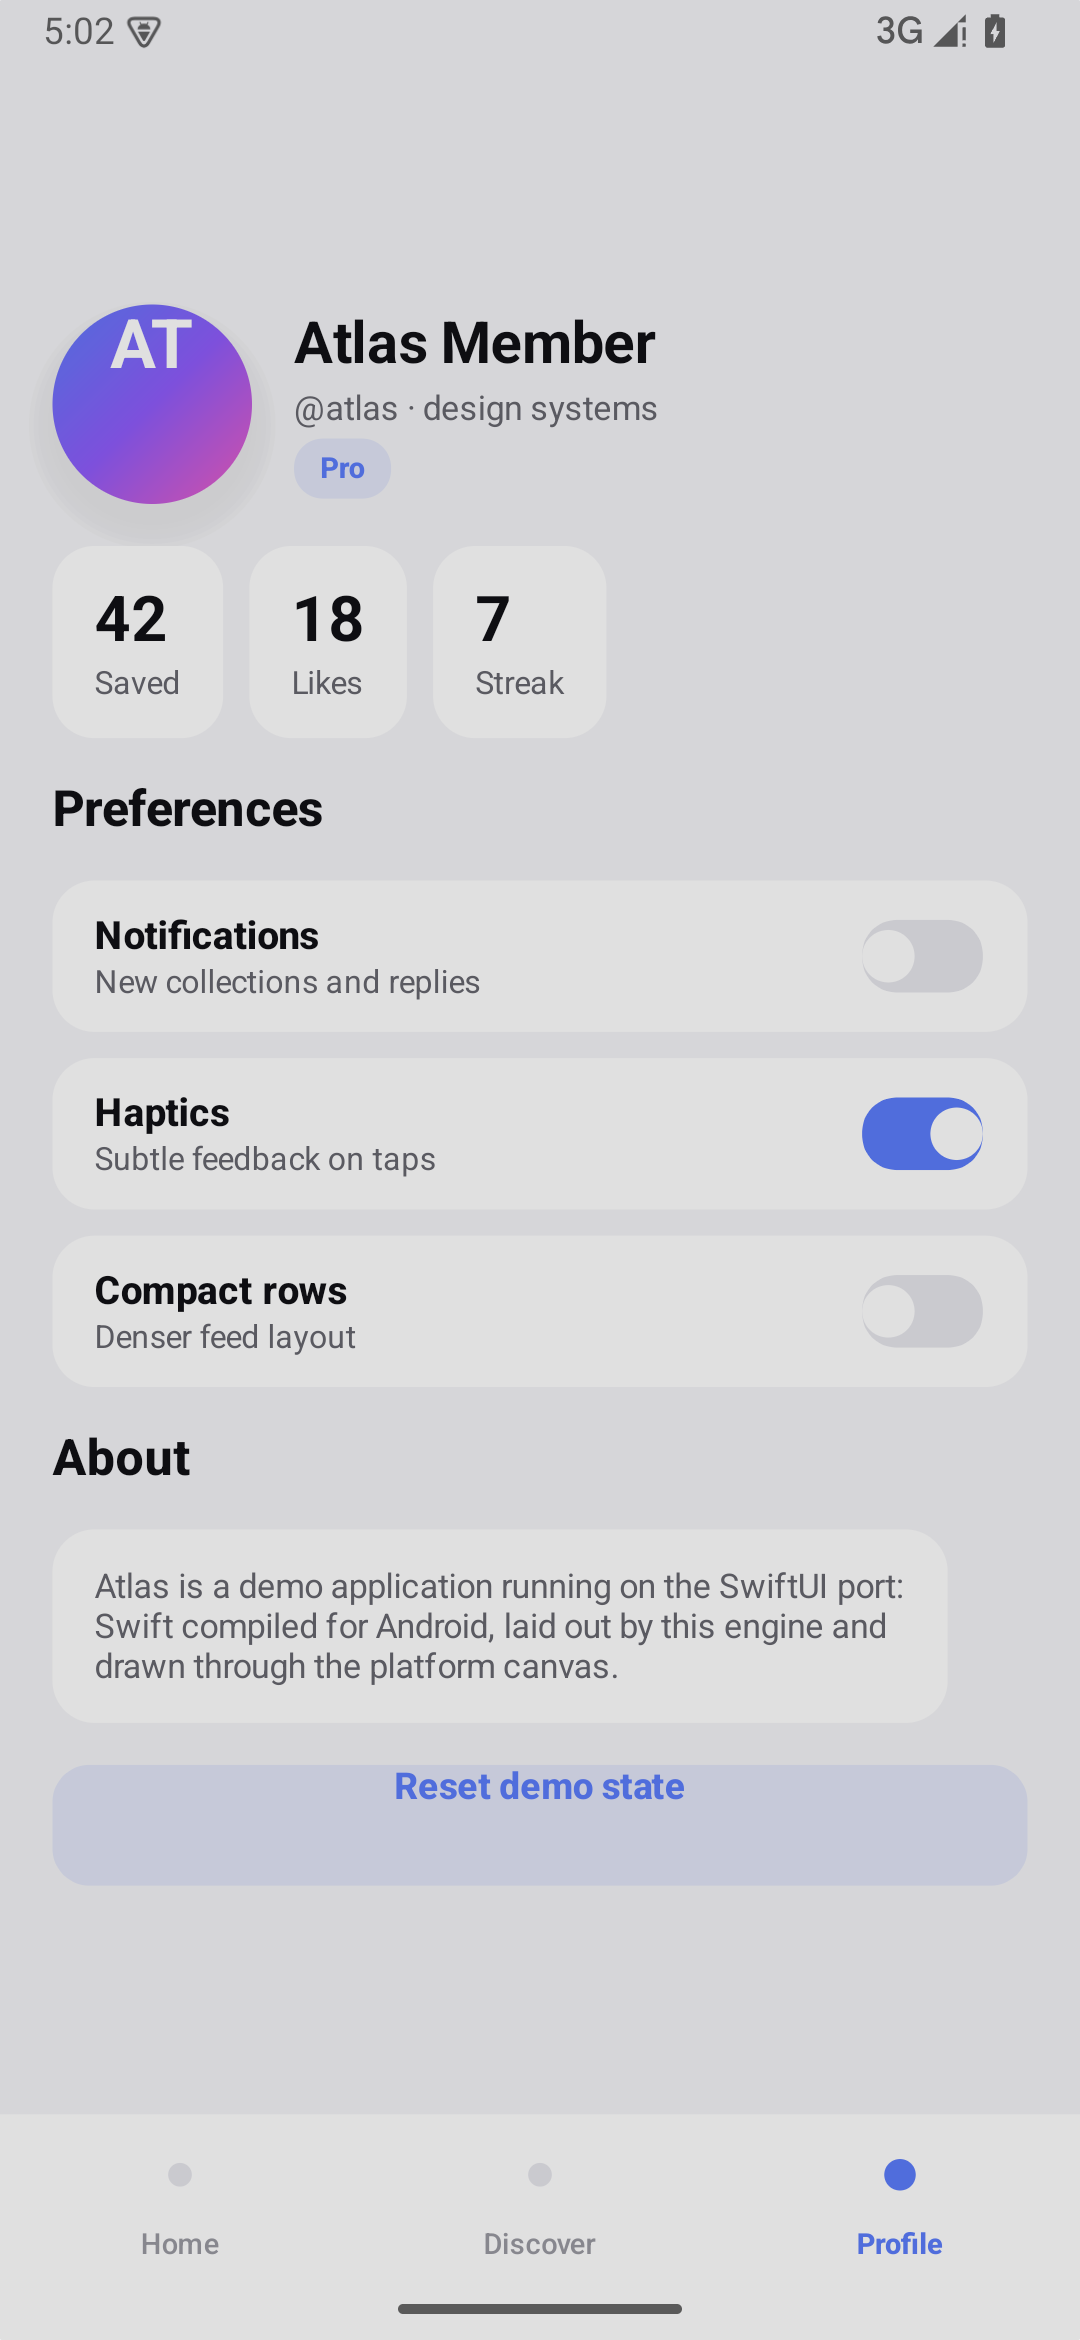 5:02
3G
AT
Atlas Member
@atlas · design systems
Pro
42
Saved
18
Likes
7
Streak
Preferences
Notifications
New collections and replies
Haptics
Subtle feedback on taps
Compact rows
Denser feed layout
About
Atlas is a demo application running on the SwiftUI port:
Swift compiled for Android, laid out by this engine and
drawn through the platform canvas.
Reset demo state
Home
Discover
Profile